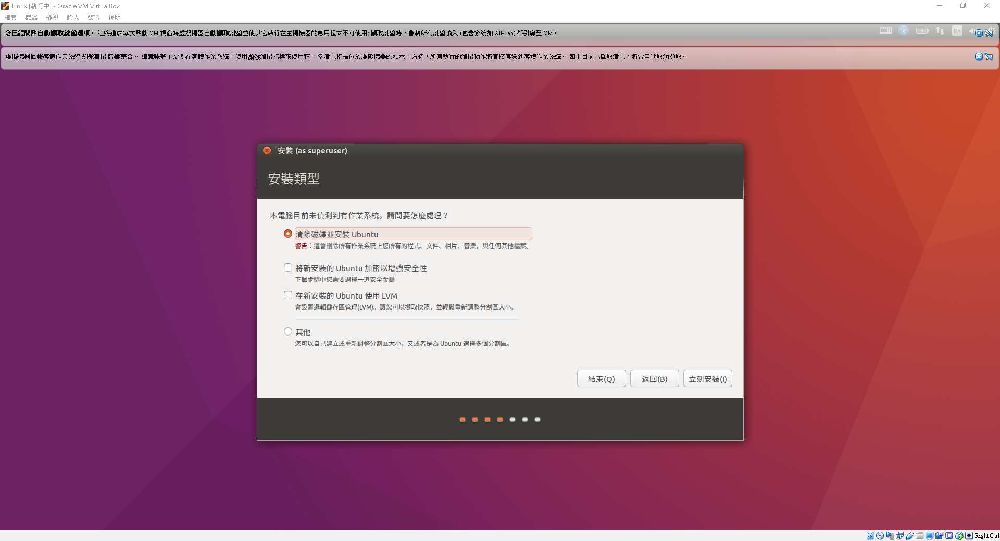 Linux [執行中] - Oracle VM VirtualBox
檔案 機器 檢視 輸入 裝置 說明
您已經開啟自動擷取鍵盤選項。 這將造成每次啟動 VM 視窗時虛擬機器自動擷取鍵盤並使其它執行在主機機器的應用程式不可使用: 擷取鍵盤時，會將所有鍵盤輸入 (包含系統如 Alt-Tab) 都引導至 VM。
En
虛擬機器回報客體作業系統支援滑鼠指標整合。 這意味著不需要在客體作業系統中使用擷取滑鼠指標來使用它 -- 當滑鼠指標位於虛擬機器的顯示上方時，所有執行的滑鼠動作將直接傳送到客體作業系統。 如果目前已擷取滑鼠，將會自動取消擷取。
安裝 (as superuser)
安裝類型
本電腦目前未偵測到有作業系統。請問要怎麼處理？
清除磁碟並安裝 Ubuntu
警告：這會刪除所有作業系統上您所有的程式、文件、相片、音樂，與任何其他檔案。
將新安裝的 Ubuntu 加密以增強安全性
下個步驟中您需要選擇一道安全金鑰
在新安裝的 Ubuntu 使用 LVM
會設置邏輯儲存區管理(LVM)。讓您可以擷取快照，並輕鬆重新調整分割區大小。
其他
您可以自己建立或重新調整分割區大小，又或者是為 Ubuntu 選擇多個分割區。
結束(Q) 返回(B) 立刻安裝(I)
Right Ctrl